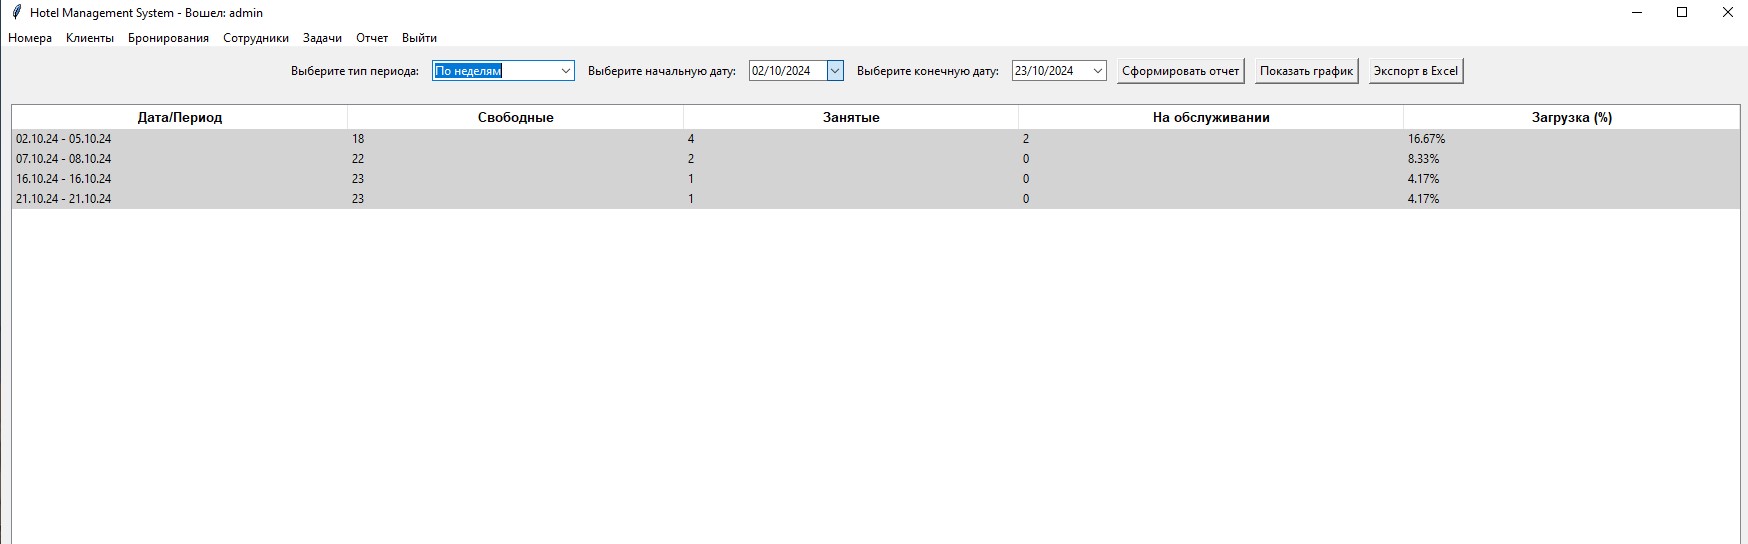 Hotel Management System - Вошел: admin
Номера Клиенты Бронирования Сотрудники Задачи Отчет Выйти
Выберите тип периода: По неделям Выберите начальную дату: 02/10/2024 Выберите конечную дату: 23/10/2024 Сформировать отчет Показать график Экспорт в Excel
Дата/Период Свободные Занятые На обслуживании Загрузка (%)
02.10.24 - 05.10.24 18 4 2 16.67%
07.10.24 - 08.10.24 22 2 0 8.33%
16.10.24 - 16.10.24 23 1 0 4.17%
21.10.24 - 21.10.24 23 1 0 4.17%